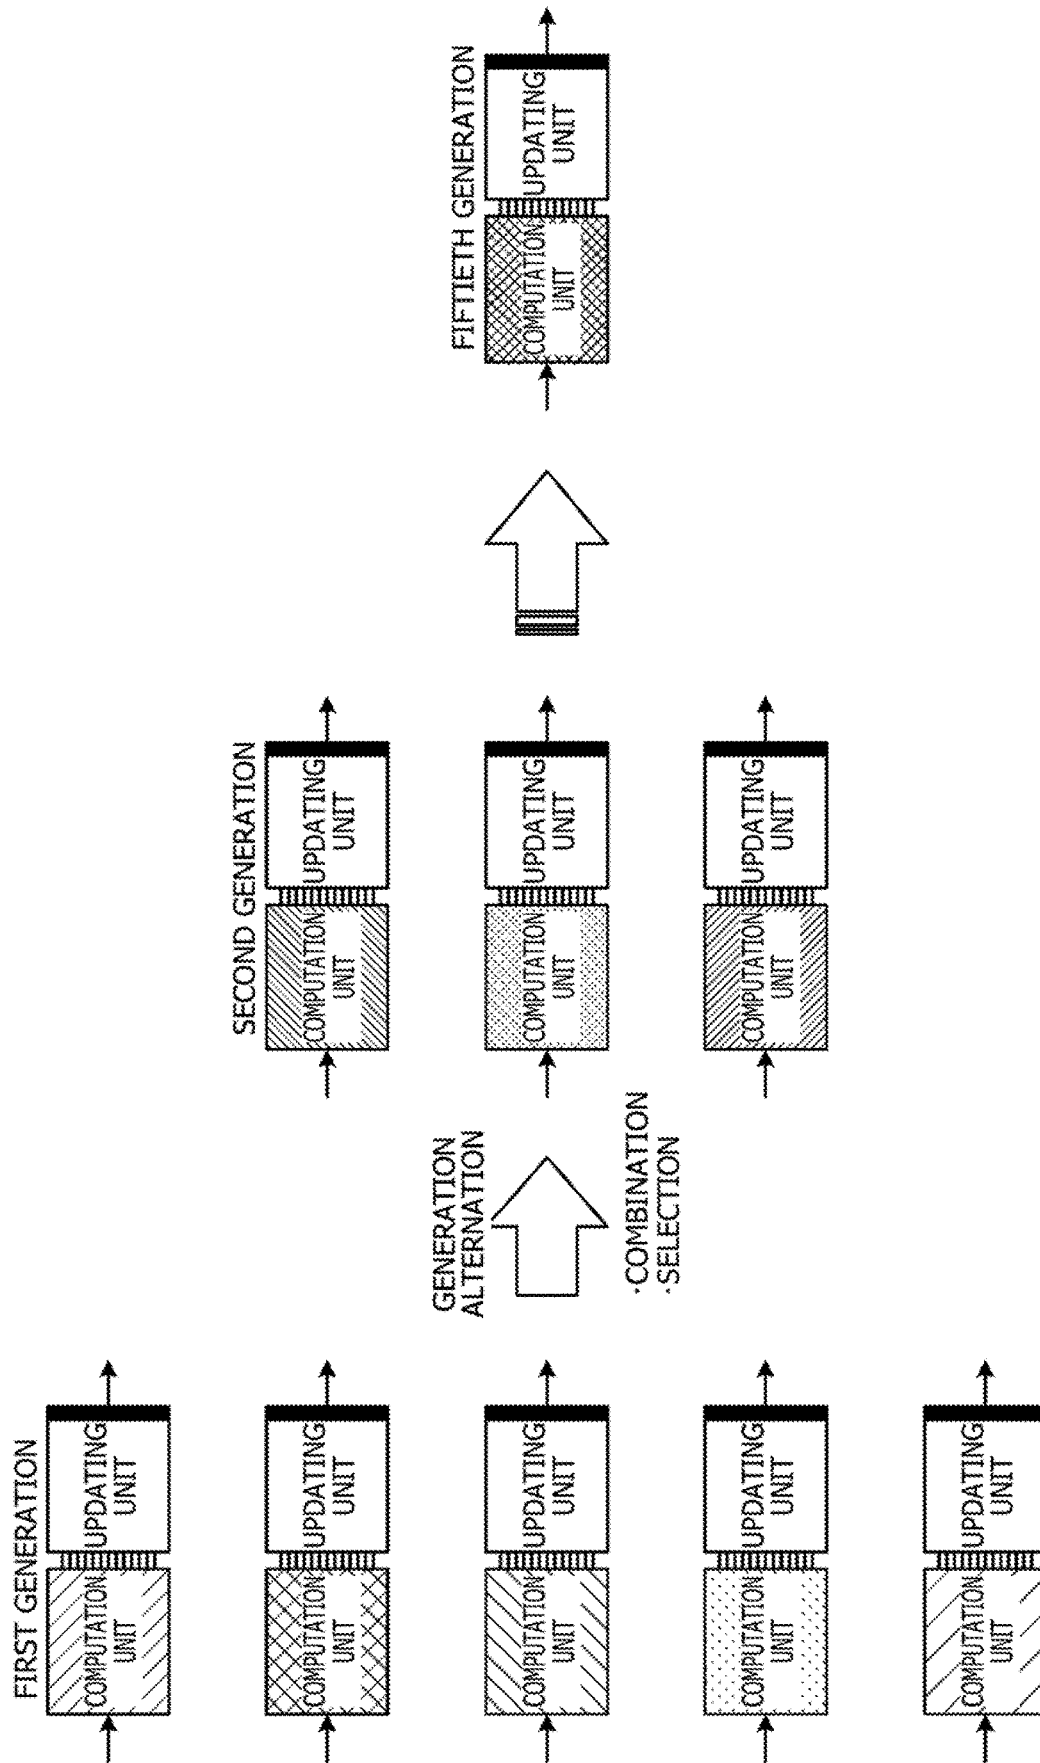 FIRST GENERATION
COMPUTATION
UNIT
UPDATING
UNIT
COMPUTATION
UNIT
UPDATING
UNIT
COMPUTATION
UNIT
UPDATING
UNIT
COMPUTATION
UNIT
UPDATING
UNIT
COMPUTATION
UNIT
UPDATING
UNIT
GENERATION
ALTERNATION
·COMBINATION
·SELECTION
SECOND GENERATION
COMPUTATION
UNIT
UPDATING
UNIT
COMPUTATION
UNIT
UPDATING
UNIT
COMPUTATION
UNIT
UPDATING
UNIT
FIFTIETH GENERATION
COMPUTATION
UNIT
UPDATING
UNIT